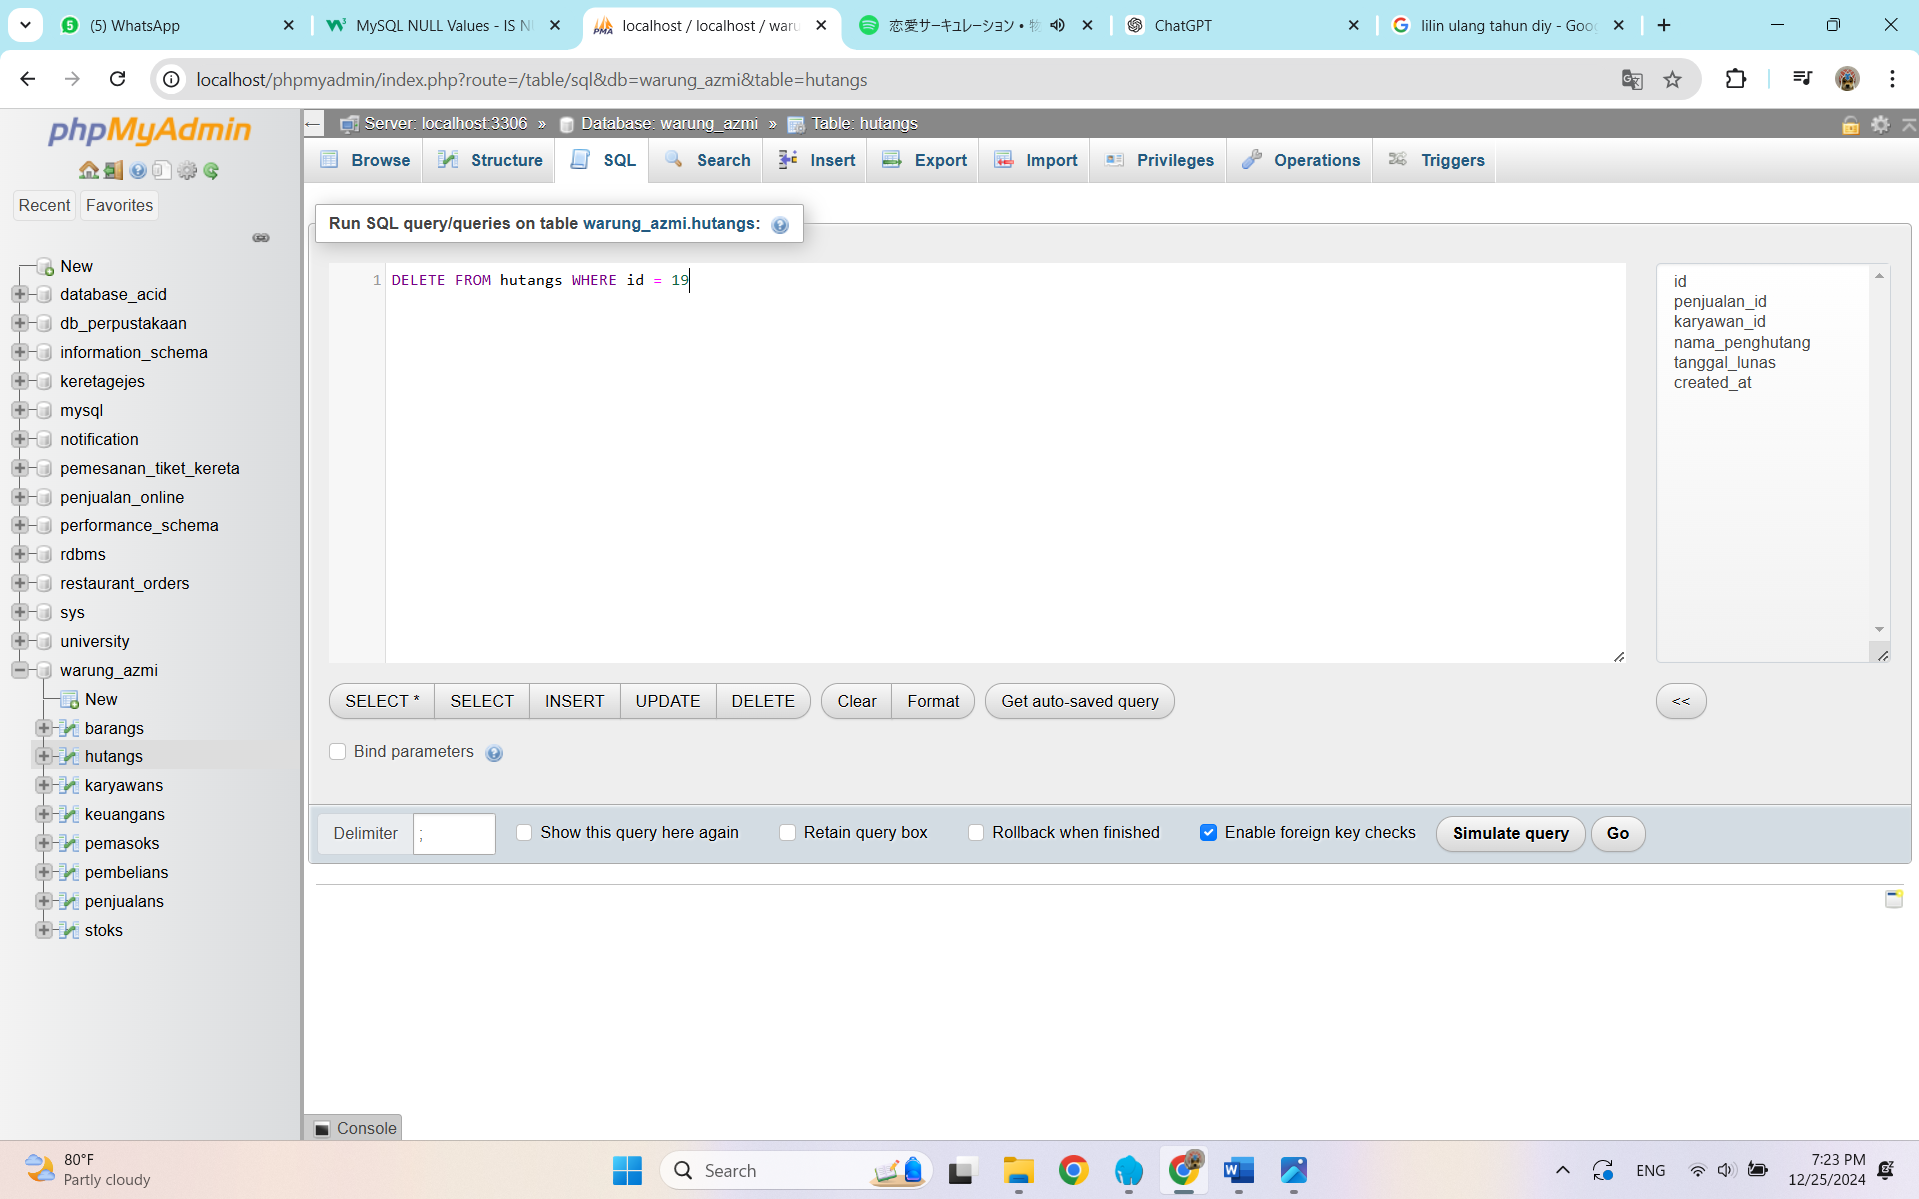 (5) WhatsApp
MySQL NULL Values - IS N
localhost / localhost / waru
恋愛サーキュレーション •
ChatGPT
lilin ulang tahun diy - Goo
localhost/phpmyadmin/index.php?route=/table/sql&db=warung_azmi&table=hutangs
phpMyAdmin
Recent
Favorites
New
database_acid
db_perpustakaan
information_schema
keretagejes
mysql
notification
pemesanan_tiket_kereta
penjualan_online
performance_schema
rdbms
restaurant_orders
sys
university
warung_azmi
New
barangs
hutangs
karyawans
keuangans
pemasoks
pembelians
penjualans
stoks
Server: localhost:3306 » Database: warung_azmi » Table: hutangs
Browse
Structure
SQL
Search
Insert
Export
Import
Privileges
Operations
Triggers
Run SQL query/queries on table warung_azmi.hutangs:
1 DELETE FROM hutangs WHERE id = 19
id
penjualan_id
karyawan_id
nama_penghutang
tanggal_lunas
created_at
SELECT *
SELECT
INSERT
UPDATE
DELETE
Clear
Format
Get auto-saved query
<<
Bind parameters
Delimiter
;
Show this query here again
Retain query box
Rollback when finished
Enable foreign key checks
Simulate query
Go
Console
80°F
Partly cloudy
Search
ENG
7:23 PM
12/25/2024